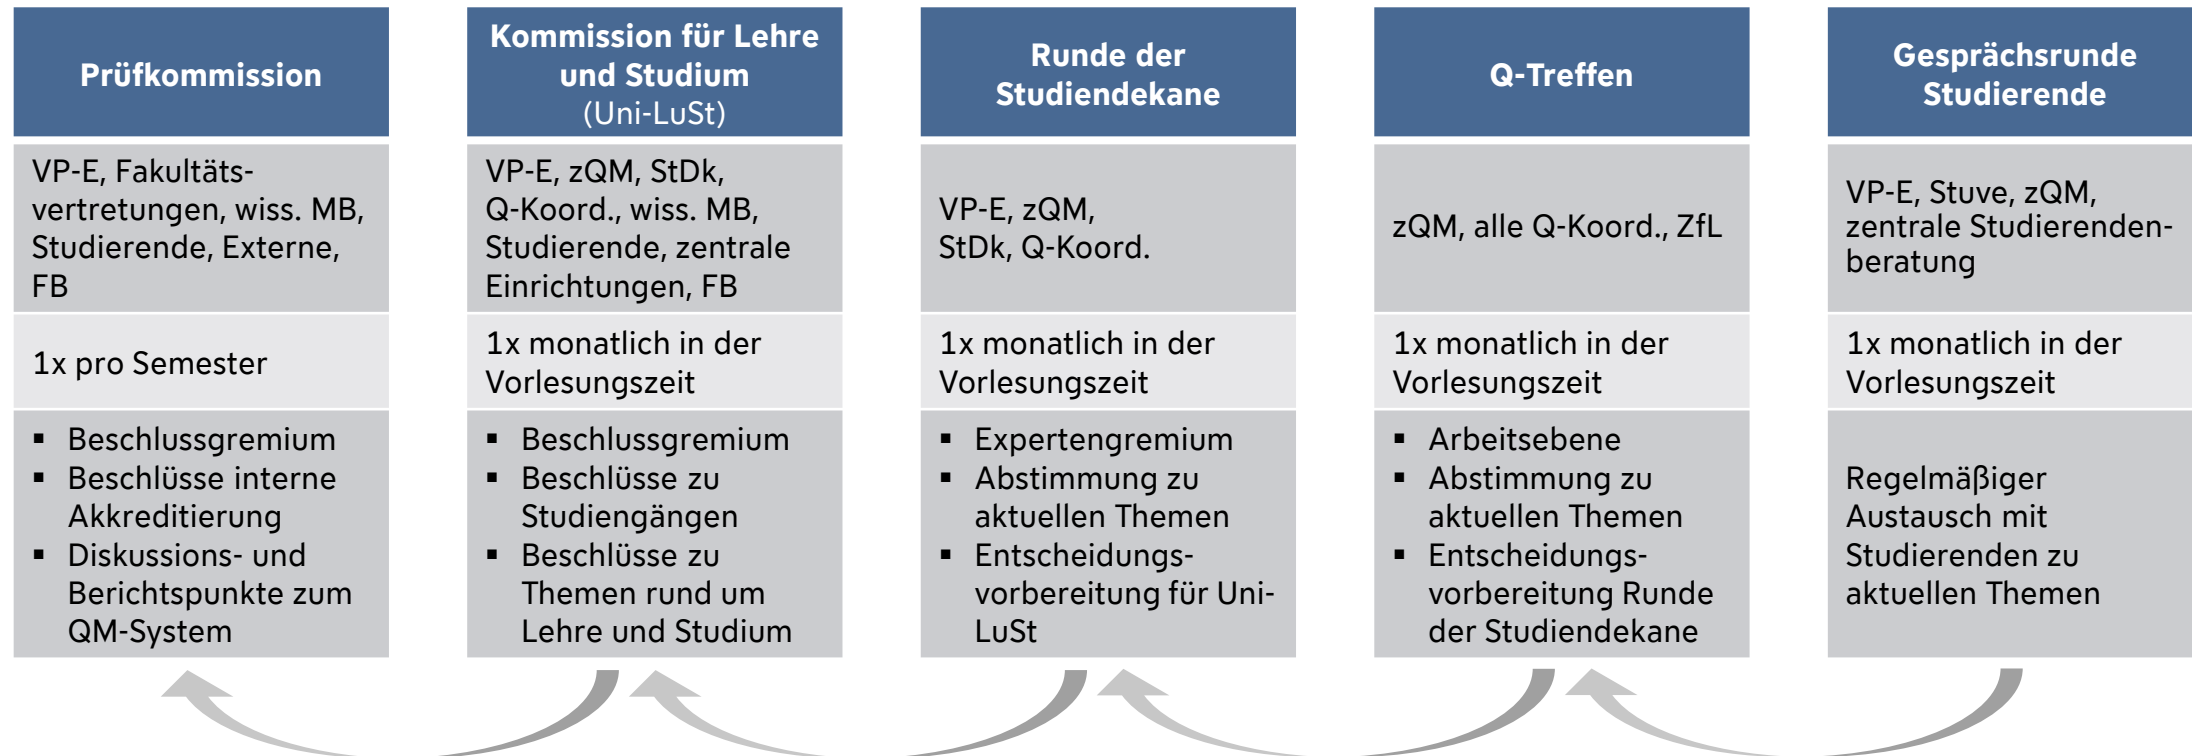 Prüfkommission
VP-E, Fakultäts-
vertretungen, wiss. MB,
Studierende, Externe,
FB
1x pro Semester
▪ Beschlussgremium
▪ Beschlüsse interne
Akkreditierung
▪ Diskussions- und
Berichtspunkte zum
QM-System
Kommission für Lehre
und Studium
(Uni-LuSt)
VP-E, zQM, StDk,
Q-Koord., wiss. MB,
Studierende, zentrale
Einrichtungen, FB
1x monatlich in der
Vorlesungszeit
▪ Beschlussgremium
▪ Beschlüsse zu
Studiengängen
▪ Beschlüsse zu
Themen rund um
Lehre und Studium
Runde der
Studiendekane
VP-E, zQM,
StDk, Q-Koord.
1x monatlich in der
Vorlesungszeit
▪ Expertengremium
▪ Abstimmung zu
aktuellen Themen
▪ Entscheidungs-
vorbereitung für Uni-
LuSt
Q-Treffen
zQM, alle Q-Koord., ZfL
1x monatlich in der
Vorlesungszeit
▪ Arbeitsebene
▪ Abstimmung zu
aktuellen Themen
▪ Entscheidungs-
vorbereitung Runde
der Studiendekane
Gesprächsrunde
Studierende
VP-E, Stuve, zQM,
zentrale Studierenden-
beratung
1x monatlich in der
Vorlesungszeit
Regelmäßiger
Austausch mit
Studierenden zu
aktuellen Themen